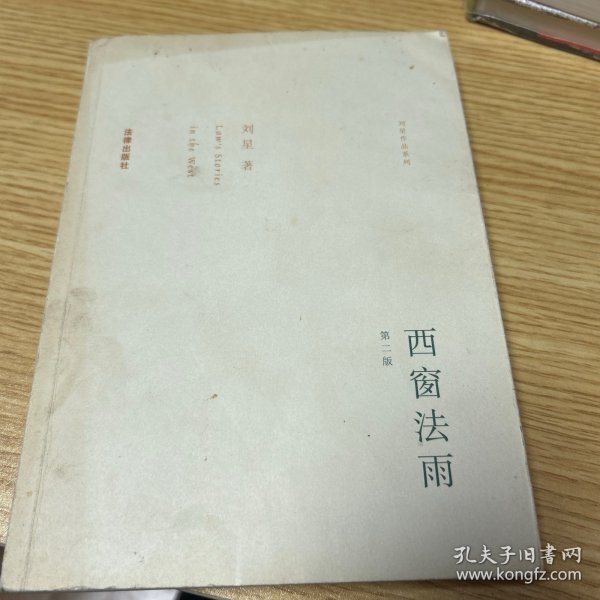 刘星作品系列
西窗法雨
第二版
刘星 著
Law's Stories
in the West
法律出版社
孔夫子旧书网
www.kongfz.com